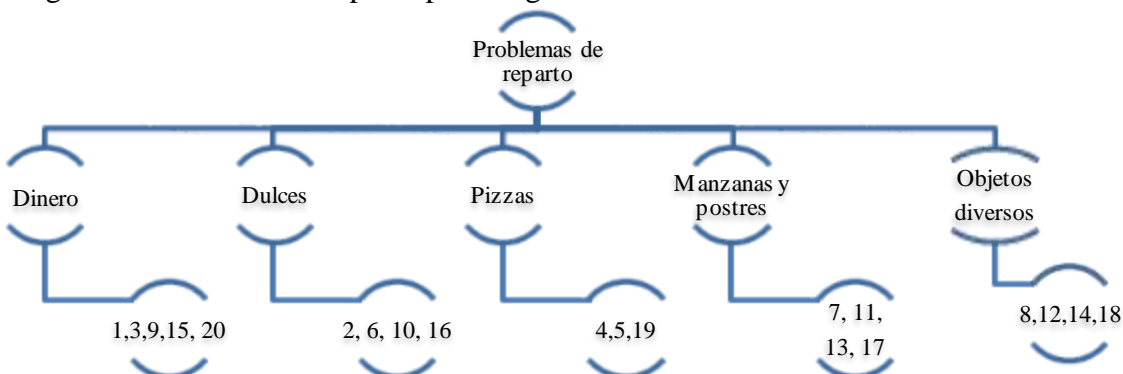 Problemas de
reparto
Dinero
Dulces
Pizzas
Manzanas y
postres
Objetos
diversos
1,3,9,15, 20
2, 6, 10, 16
4,5,19
7, 11,
13, 17
8,12,14,18